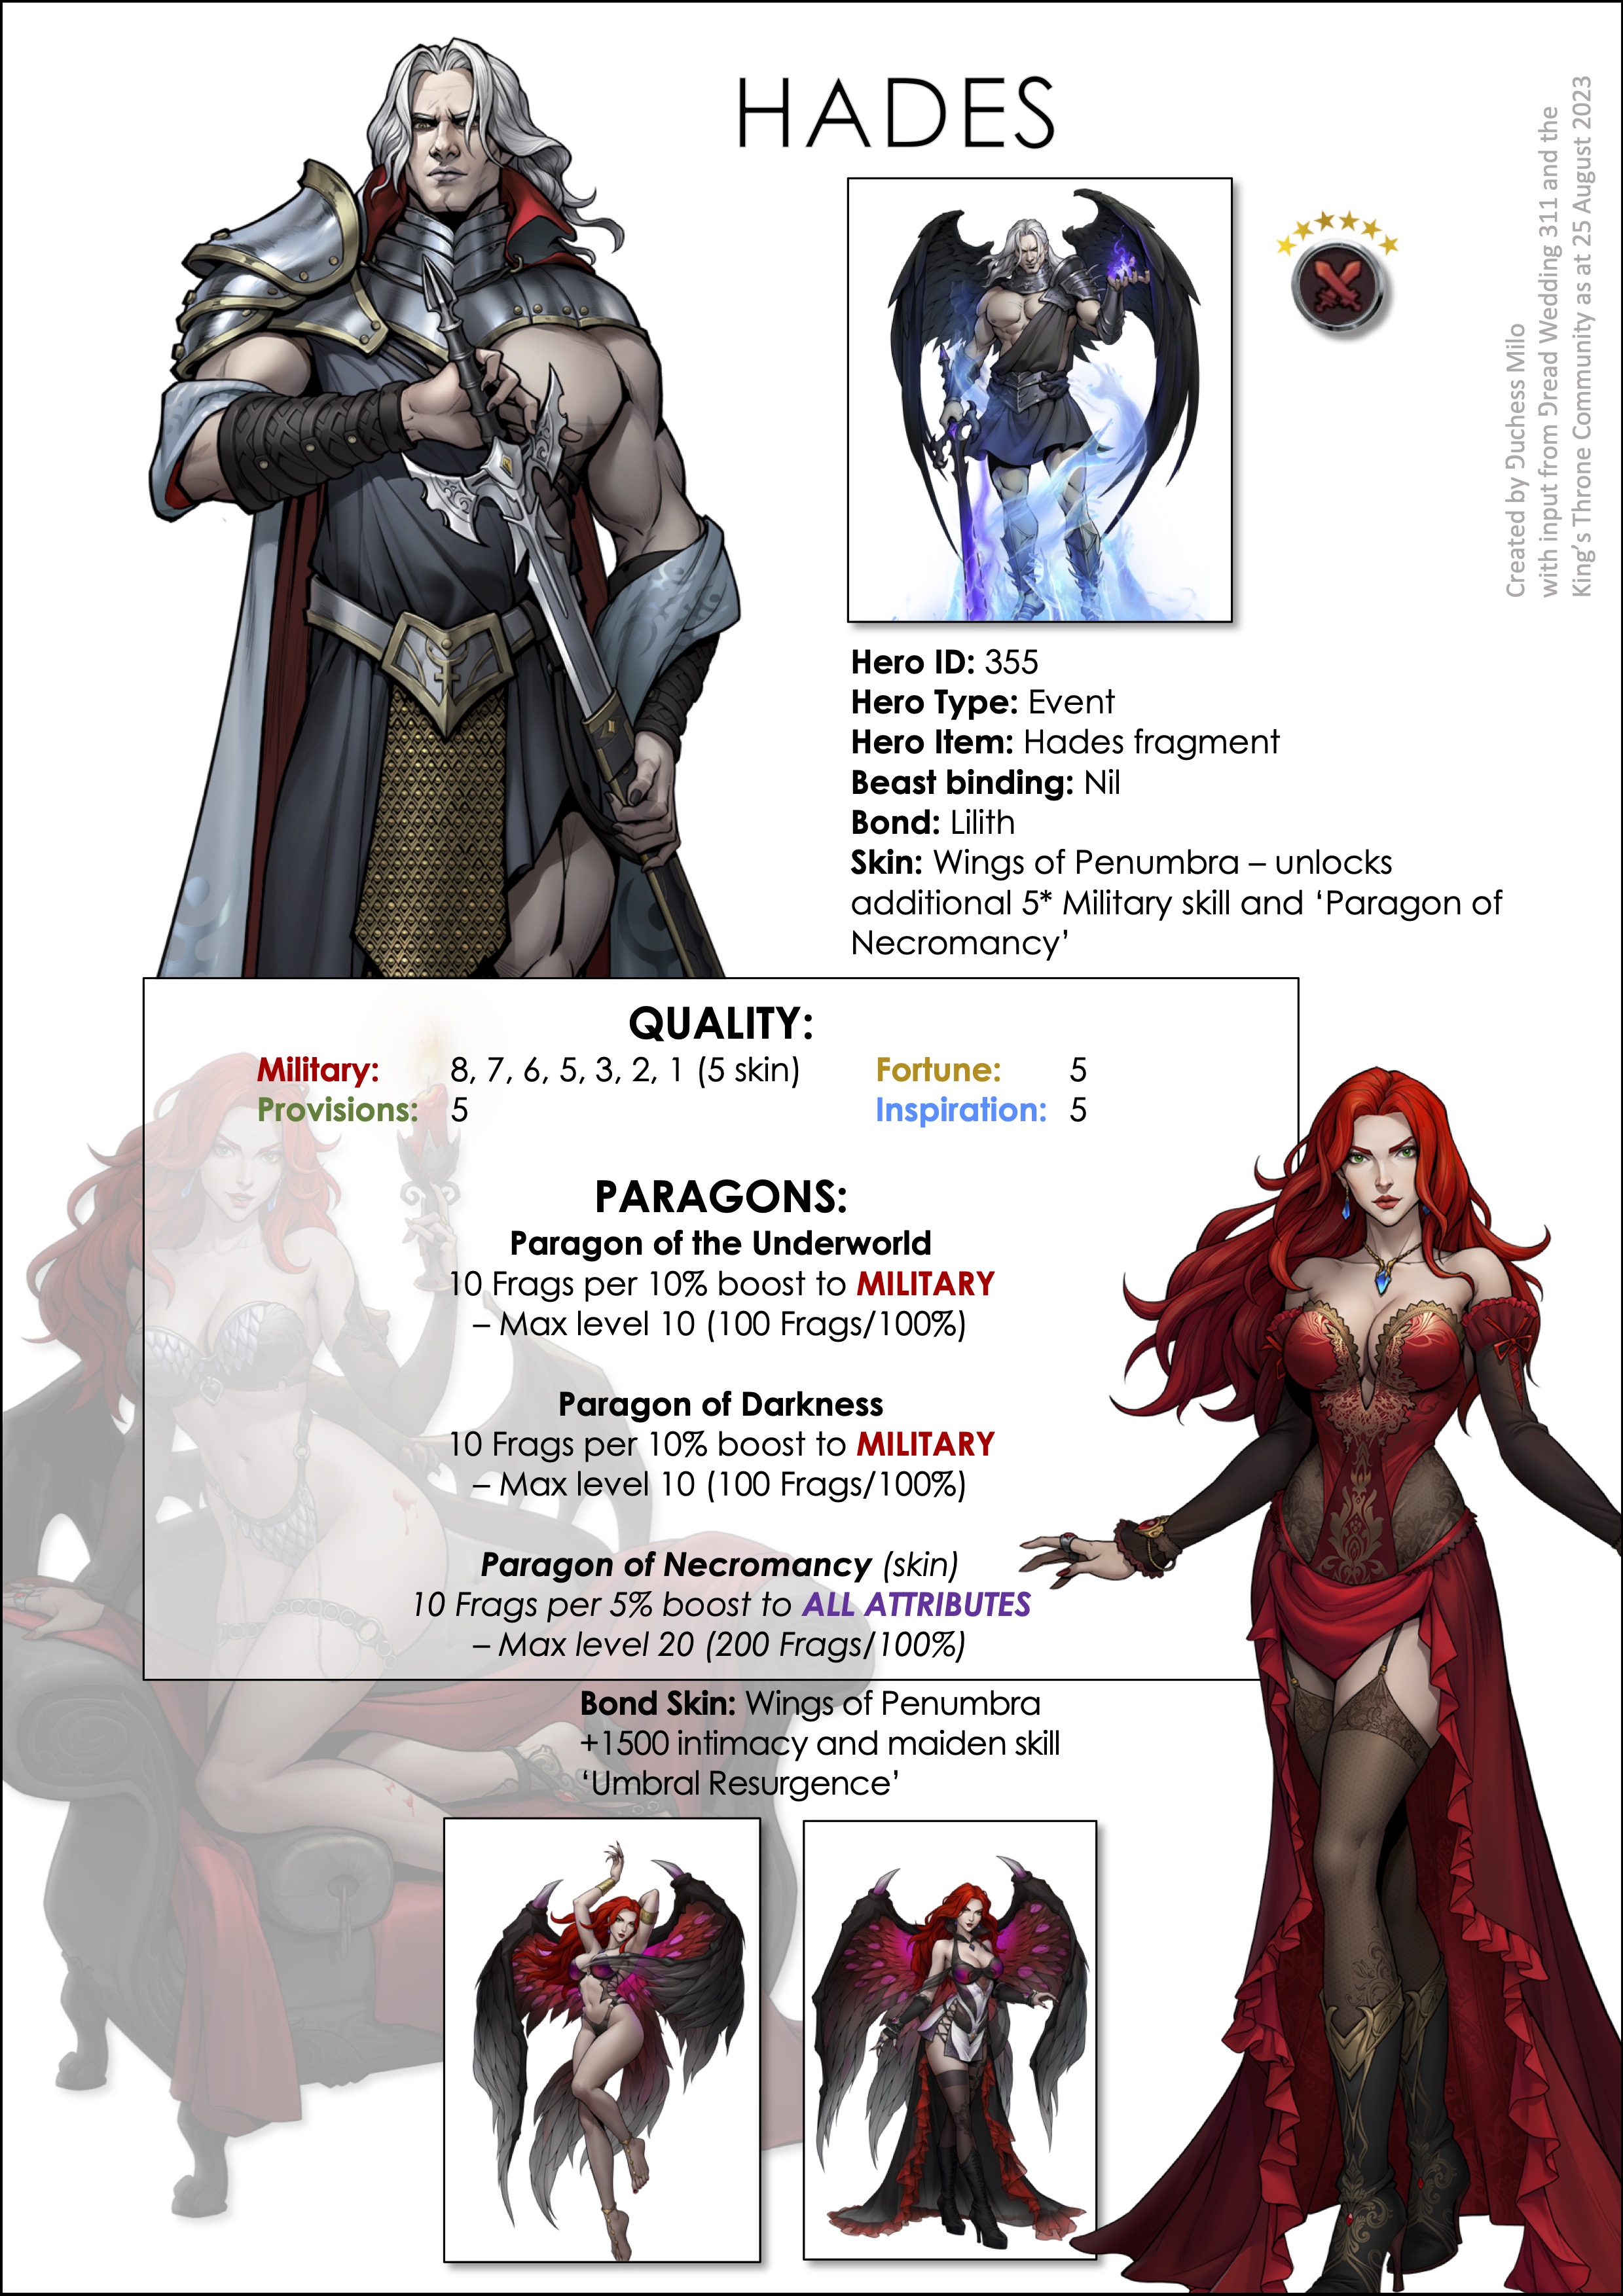 HADES
Created by Duchess Milo
with input from Dread Wedding 311 and the
King's Throne Community as at 25 August 2023
Hero ID: 355
Hero Type: Event
Hero Item: Hades fragment
Beast binding: Nil
Bond: Lilith
Skin: Wings of Penumbra – unlocks
additional 5* Military skill and ‘Paragon of
Necromancy’
QUALITY:
Military: 8, 7, 6, 5, 3, 2, 1 (5 skin) Fortune: 5
Provisions: 5 Inspiration: 5
PARAGONS:
Paragon of the Underworld
10 Frags per 10% boost to MILITARY
– Max level 10 (100 Frags/100%)
Paragon of Darkness
10 Frags per 10% boost to MILITARY
– Max level 10 (100 Frags/100%)
Paragon of Necromancy (skin)
10 Frags per 5% boost to ALL ATTRIBUTES
– Max level 20 (200 Frags/100%)
Bond Skin: Wings of Penumbra
+1500 intimacy and maiden skill
‘Umbral Resurgence’